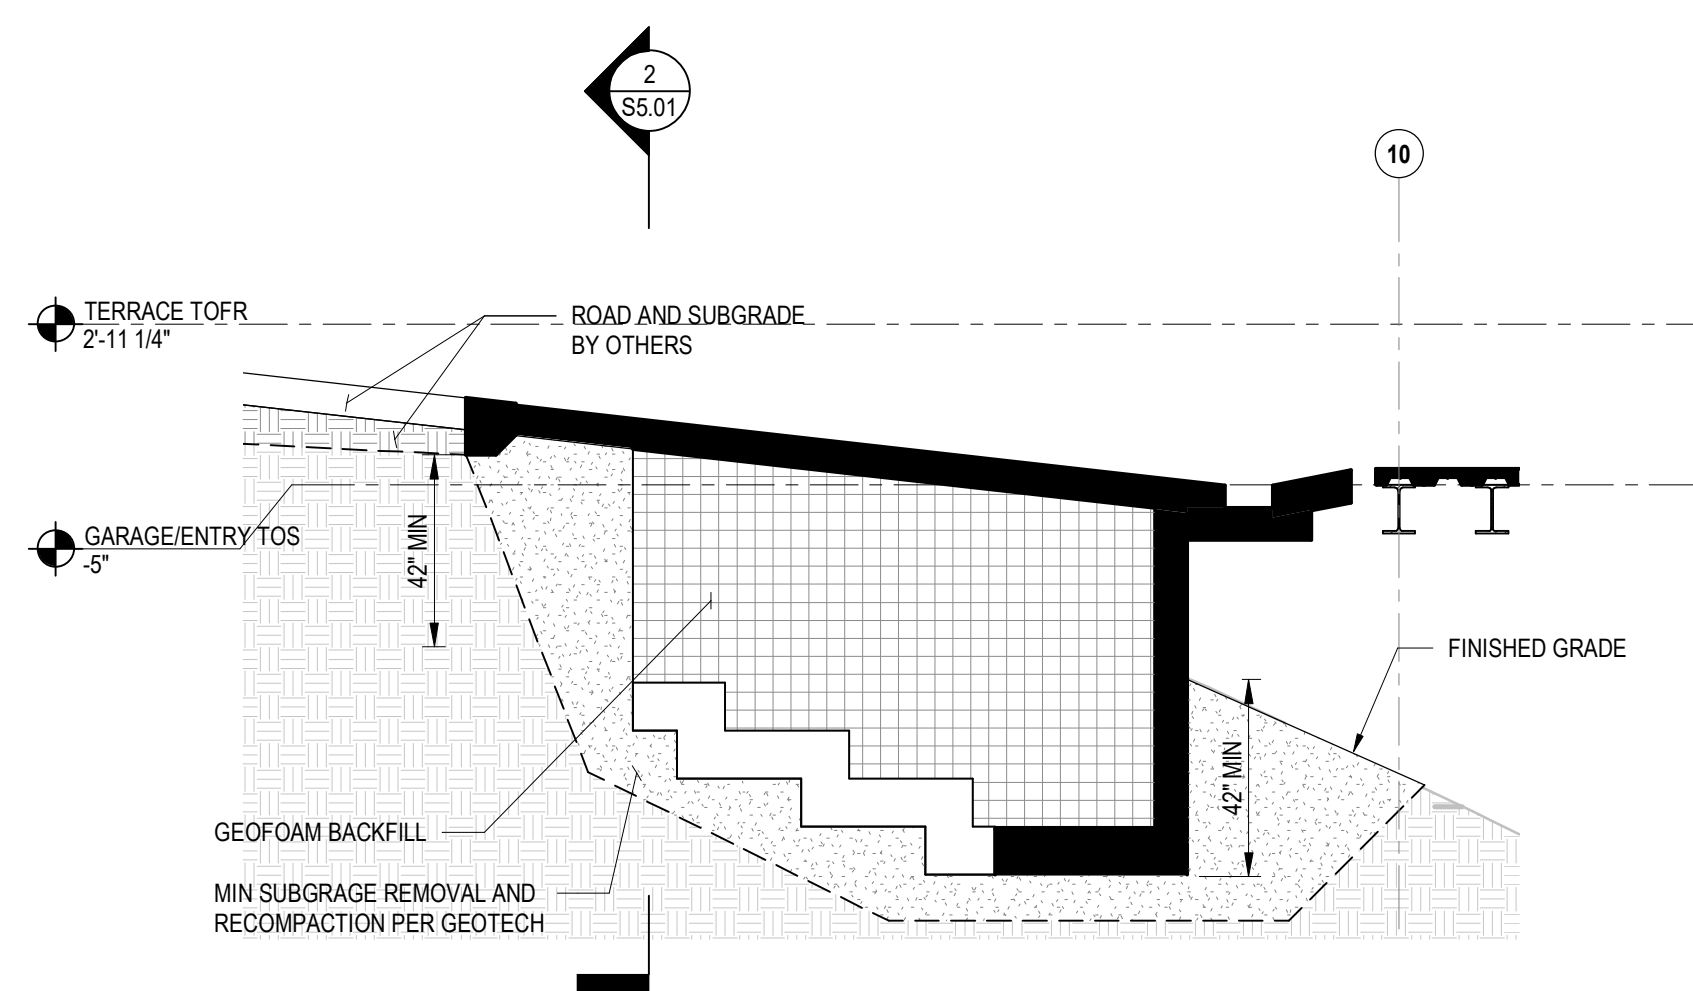 2
S5.01
10
TERRACE TOFR
2'-11 1/4"
ROAD AND SUBGRADE
BY OTHERS
GARAGE/ENTRY TOS
-5"
42" MIN
FINISHED GRADE
42" MIN
GEOFOAM BACKFILL
MIN SUBGRAGE REMOVAL AND
RECOMPACTION PER GEOTECH